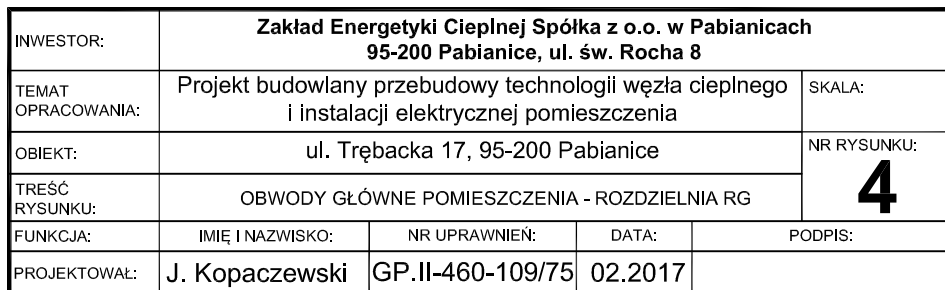 INWESTOR:
Zakład Energetyki Cieplnej Spółka z o.o. w Pabianicach
95-200 Pabianice, ul. św. Rocha 8
TEMAT
OPRACOWANIA:
Projekt budowlany przebudowy technologii węzła cieplnego
i instalacji elektrycznej pomieszczenia
SKALA:
OBIEKT:
ul. Trębacka 17, 95-200 Pabianice
NR RYSUNKU:
4
TREŚĆ
RYSUNKU:
OBWODY GŁÓWNE POMIESZCZENIA - ROZDZIELNIA RG
FUNKCJA:
IMIĘ I NAZWISKO:
NR UPRAWNIEŃ:
DATA:
PODPIS:
PROJEKTOWAŁ:
J. Kopaczewski
GP.II-460-109/75
02.2017